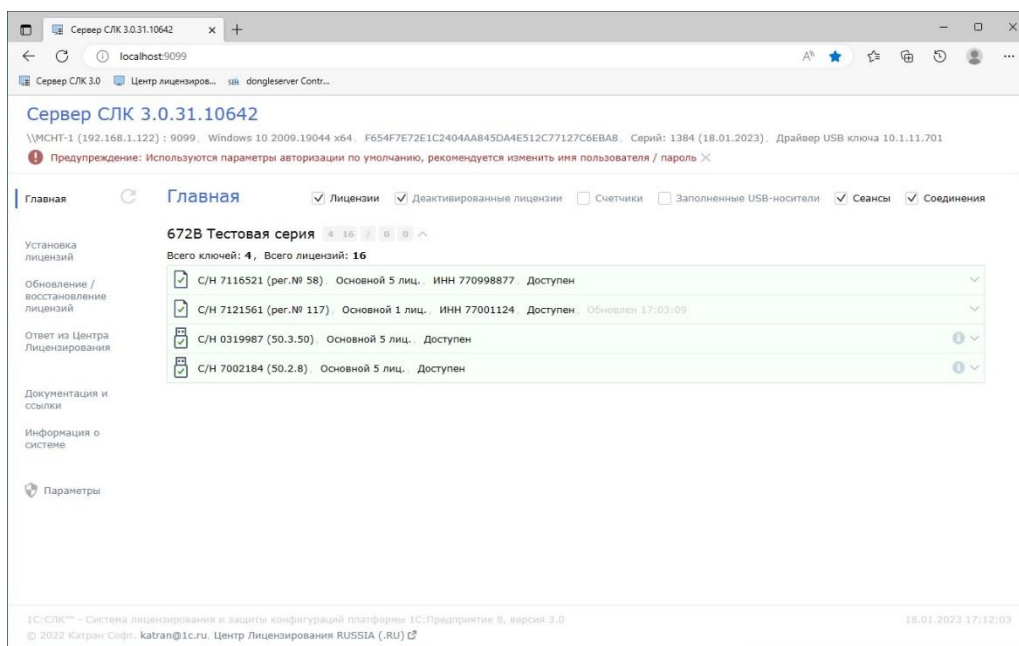 Сервер СЛК 3.0.31.10642
localhost:9099
Сервер СЛК 3.0 Центр лицензиров... dongleserver Contr...
Сервер СЛК 3.0.31.10642
\\МСНТ-1 (192.168.1.122) : 9099, Windows 10 2009.19044 x64, F654F7E72E1C2404AA845DA4E512C77127C6EBA8, Серий: 1384 (18.01.2023), Драйвер USB ключа 10.1.11.701
Предупреждение: Используются параметры авторизации по умолчанию, рекомендуется изменить имя пользователя / пароль
Главная
Главная
Лицензии Деактивированные лицензии Счетчики Заполненные USB-носители Сеансы Соединения
672B Тестовая серия 4 16 2 0 0
Всего ключей: 4, Всего лицензий: 16
С/Н 7116521 (рег.№ 58), Основной 5 лиц., ИНН 770998877, Доступен
С/Н 7121561 (рег.№ 117), Основной 1 лиц., ИНН 77001124, Доступен, Обновлен 17:03:09
С/Н 0319987 (50.3.50), Основной 5 лиц., Доступен
С/Н 7002184 (50.2.8), Основной 5 лиц., Доступен
Установка
лицензий
Обновление /
восстановление
лицензий
Ответ из Центра
Лицензирования
Документация и
ссылки
Информация о
системе
Параметры
1С:СЛК™ - Система лицензирования и защиты конфигураций платформы 1С:Предприятие 8, версия 3.0
18.01.2023 17:12:03
© 2022 Катран Софт. katran@1c.ru. Центр Лицензирования RUSSIA (.RU)